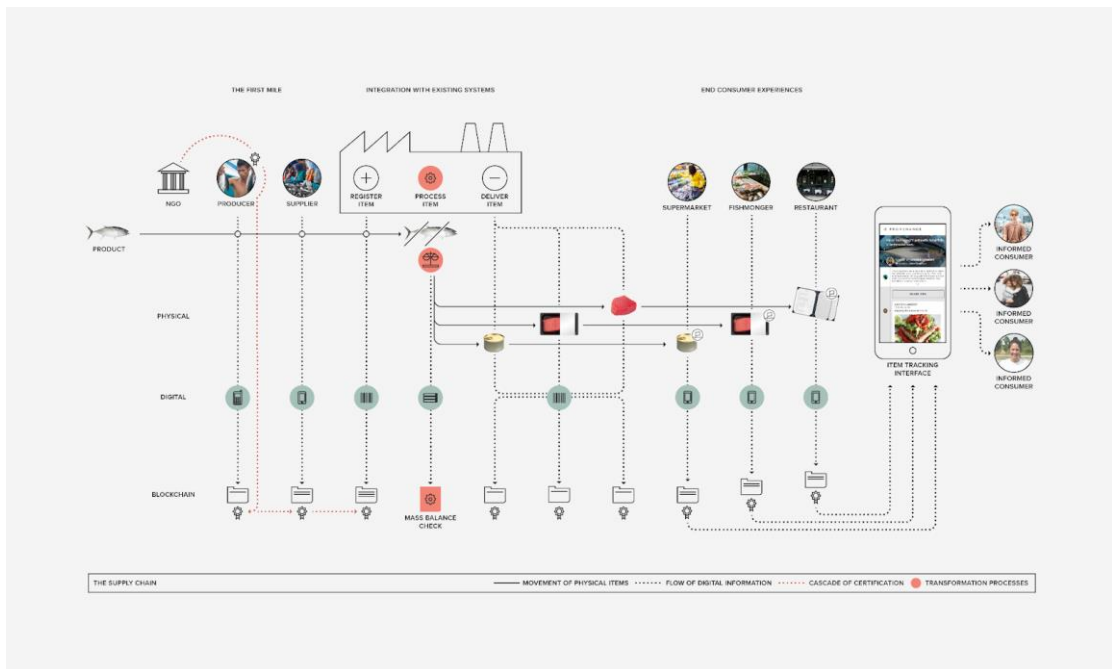 THE FIRST MILE
INTEGRATION WITH EXISTING SYSTEMS
END CONSUMER EXPERIENCES
NGO
PRODUCER
SUPPLIER
REGISTER
ITEM
PROCESS
ITEM
DELIVER
ITEM
SUPERMARKET
FISHMONGER
RESTAURANT
PRODUCT
INFORMED
CONSUMER
INFORMED
CONSUMER
INFORMED
CONSUMER
PHYSICAL
ITEM TRACKING
INTERFACE
DIGITAL
BLOCKCHAIN
MASS BALANCE
CHECK
THE SUPPLY CHAIN
MOVEMENT OF PHYSICAL ITEMS
FLOW OF DIGITAL INFORMATION
CASCADE OF CERTIFICATION
TRANSFORMATION PROCESSES